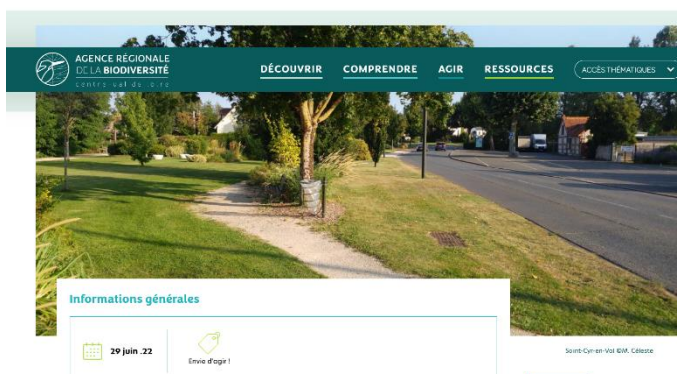 AGENCE RÉGIONALE
DE LA BIODIVERSITÉ
centre-val de loire
DÉCOUVRIR COMPRENDRE AGIR RESSOURCES ACCÈS THÉMATIQUES
Informations générales
29 juin .22
Envie d'agir !
Saint-Cyr-en-Val ©M. Céleste